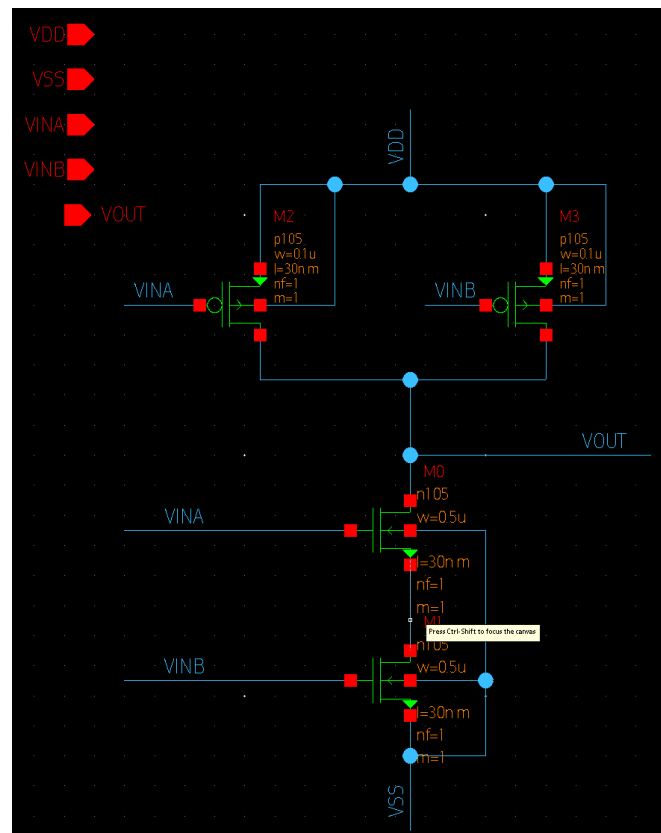 VDD
VSS
VINA
VINB
VOUT
VDD
M2
p105
w=0.1u
l=30n m
nf=1
m=1
VINA
M3
p105
w=0.1u
l=30n m
nf=1
m=1
VINB
VOUT
M0
n105
w=0.5u
VINA
l=30n m
nf=1
m=1
M1
Press Ctrl-Shift to focus the canvas
n105
w=0.5u
VINB
l=30n m
nf=1
m=1
VSS